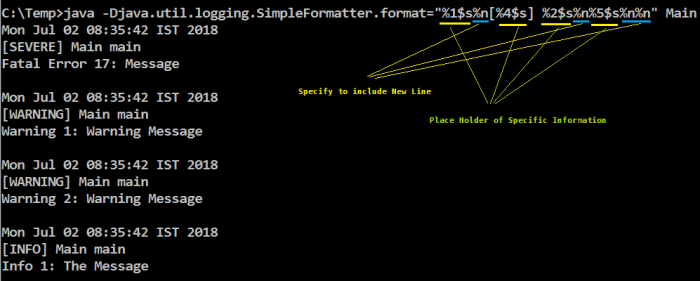 C:\Temp>java -Djava.util.logging.SimpleFormatter.format="%1$s%n[%4$s] %2$s%n%5$s%n%n" Main
Mon Jul 02 08:35:42 IST 2018
[SEVERE] Main main
Fatal Error 17: Message
Specify to include New Line
Place Holder of Specific Information
Mon Jul 02 08:35:42 IST 2018
[WARNING] Main main
Warning 1: Warning Message
Mon Jul 02 08:35:42 IST 2018
[WARNING] Main main
Warning 2: Warning Message
Mon Jul 02 08:35:42 IST 2018
[INFO] Main main
Info 1: The Message